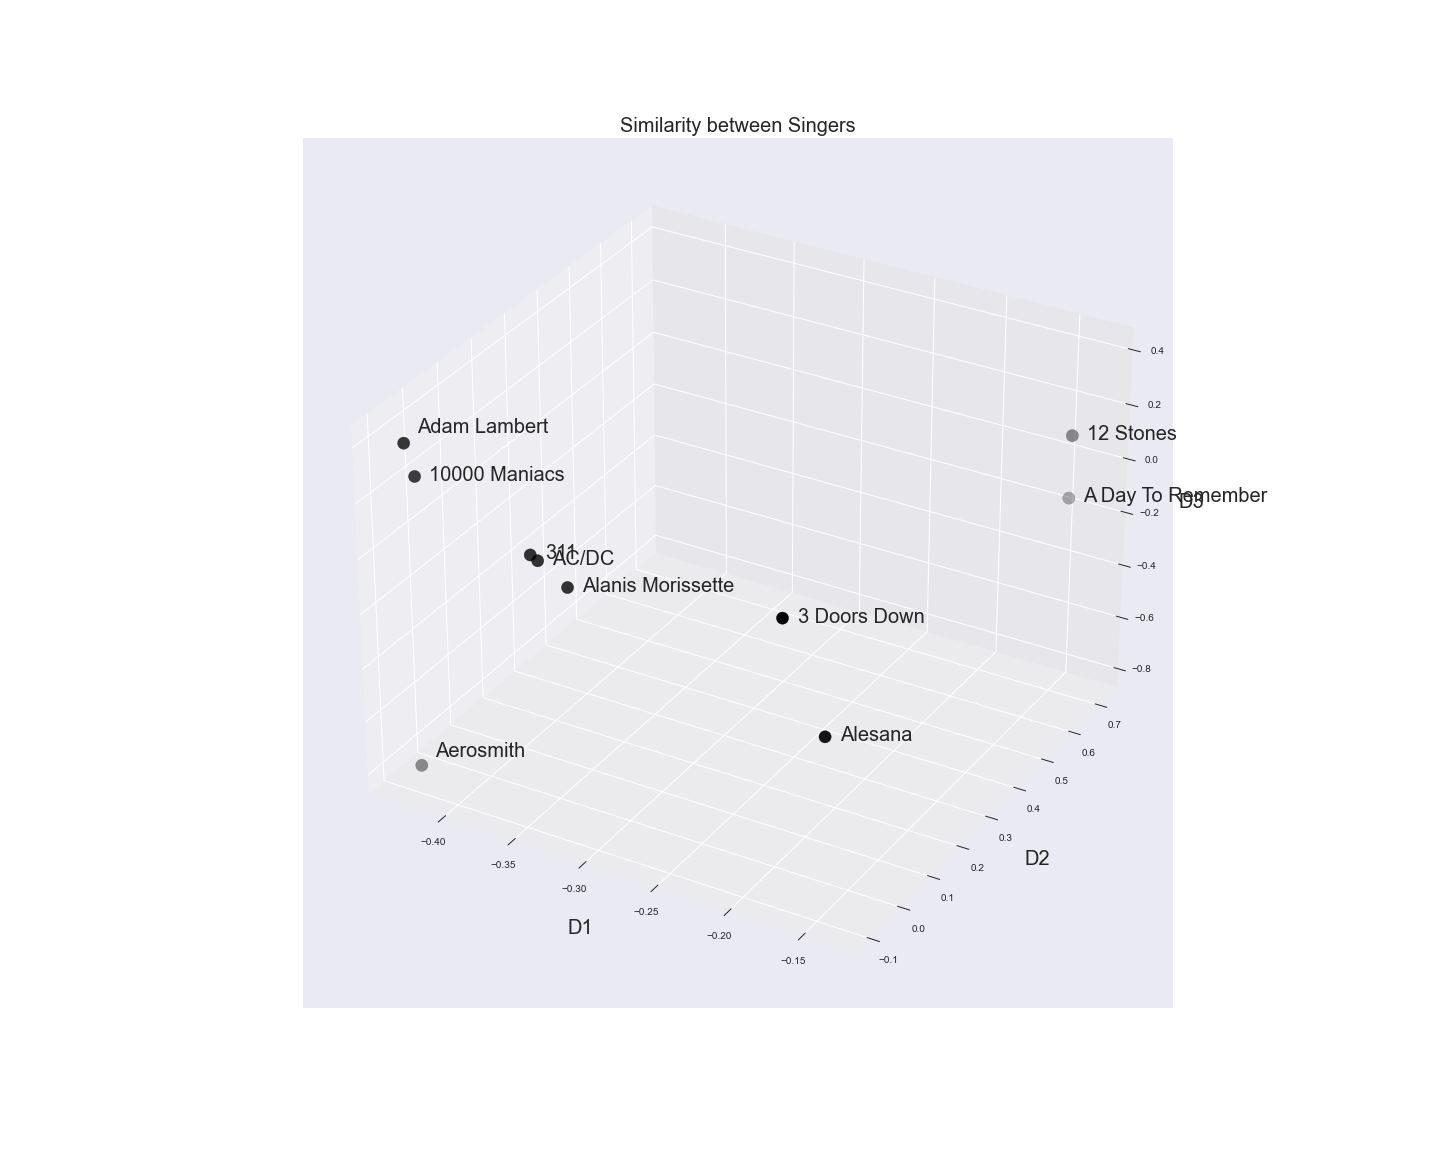 Similarity between Singers
0.4
0.2
12 Stones
Adam Lambert
0.0
10000 Maniacs
A Day To Remember
D3
−0.2
311
AC/DC
−0.4
Alanis Morissette
3 Doors Down
−0.6
−0.8
0.7
Alesana
Aerosmith
0.6
0.5
0.4
0.3
−0.40
D2
−0.35
0.2
−0.30
0.1
−0.25
D1
0.0
−0.20
−0.15
−0.1